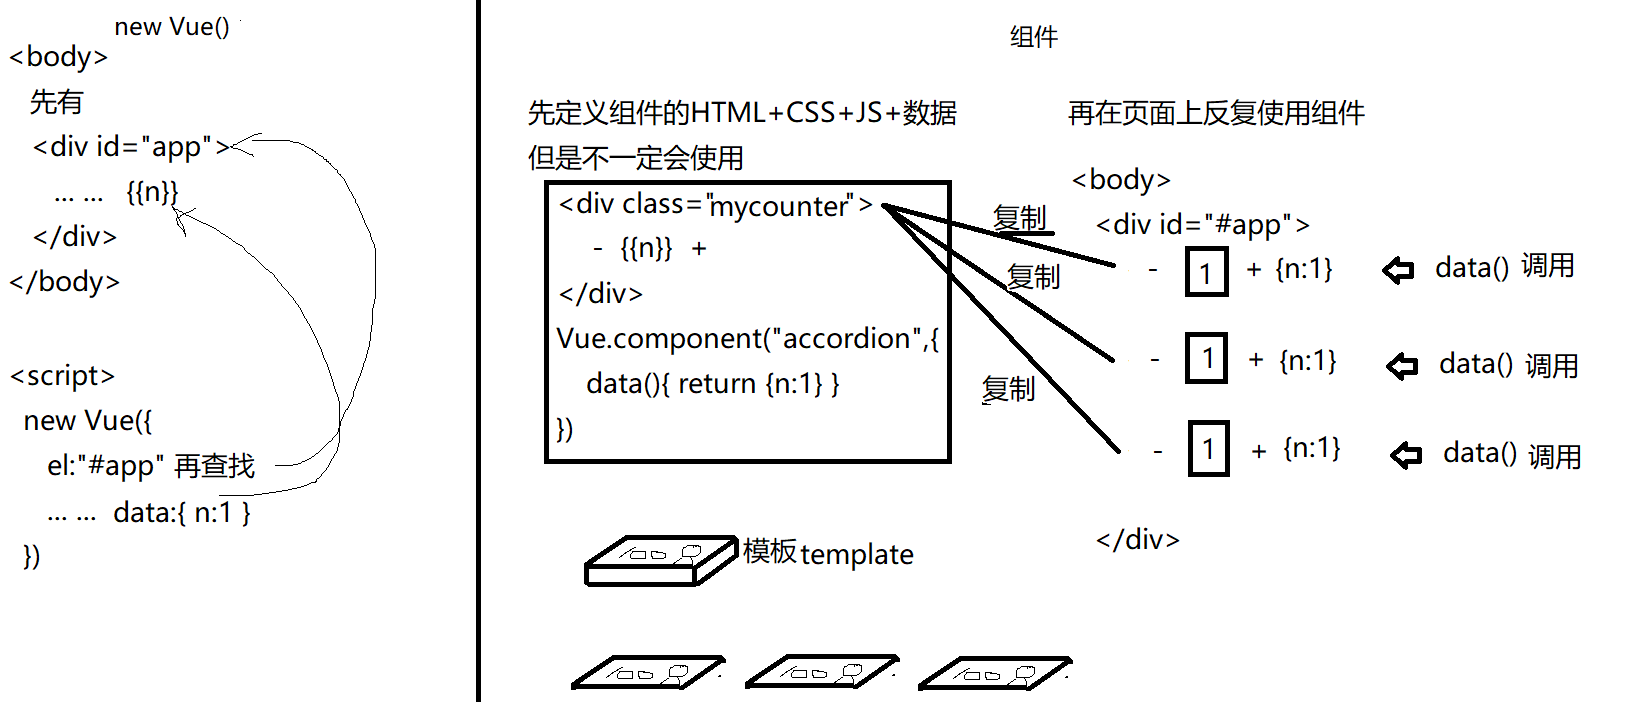 new Vue()
<body>
先有
<div id="app">
... ... {{n}}
</div>
</body>
<script>
new Vue({
el:"#app" 再查找
... ... data:{ n:1 }
})
组件
先定义组件的HTML+CSS+JS+数据
但是不一定会使用
<div class="mycounter">
- {{n}} +
</div>
Vue.component("accordion",{
data(){ return {n:1} }
})
复制
复制
复制
再在页面上反复使用组件
<body>
<div id="#app">
- 1 + {n:1} data() 调用
- 1 + {n:1} data() 调用
- 1 + {n:1} data() 调用
</div>
模板template